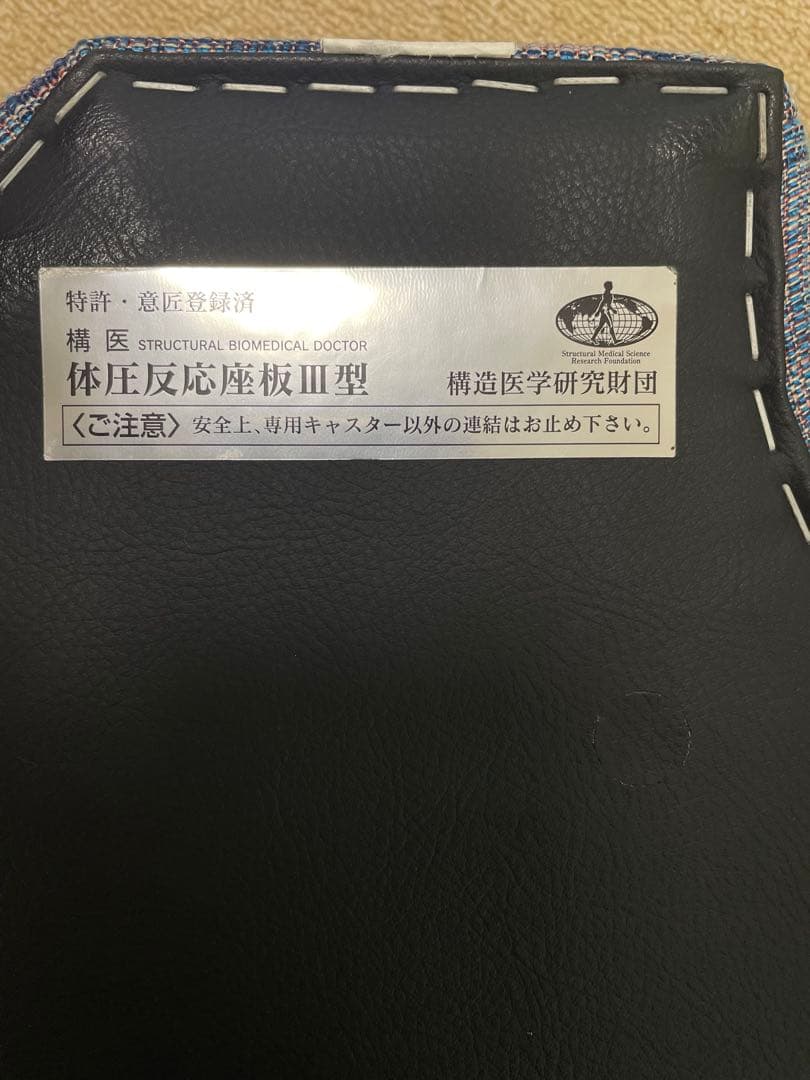 特許・意匠登録済
構医 STRUCTURAL BIOMEDICAL DOCTOR
体圧反応座板Ⅲ型
Structural Medical Science
Research Foundation
構造医学研究財団
〈ご注意〉安全上、専用キャスター以外の連結はお止め下さい。